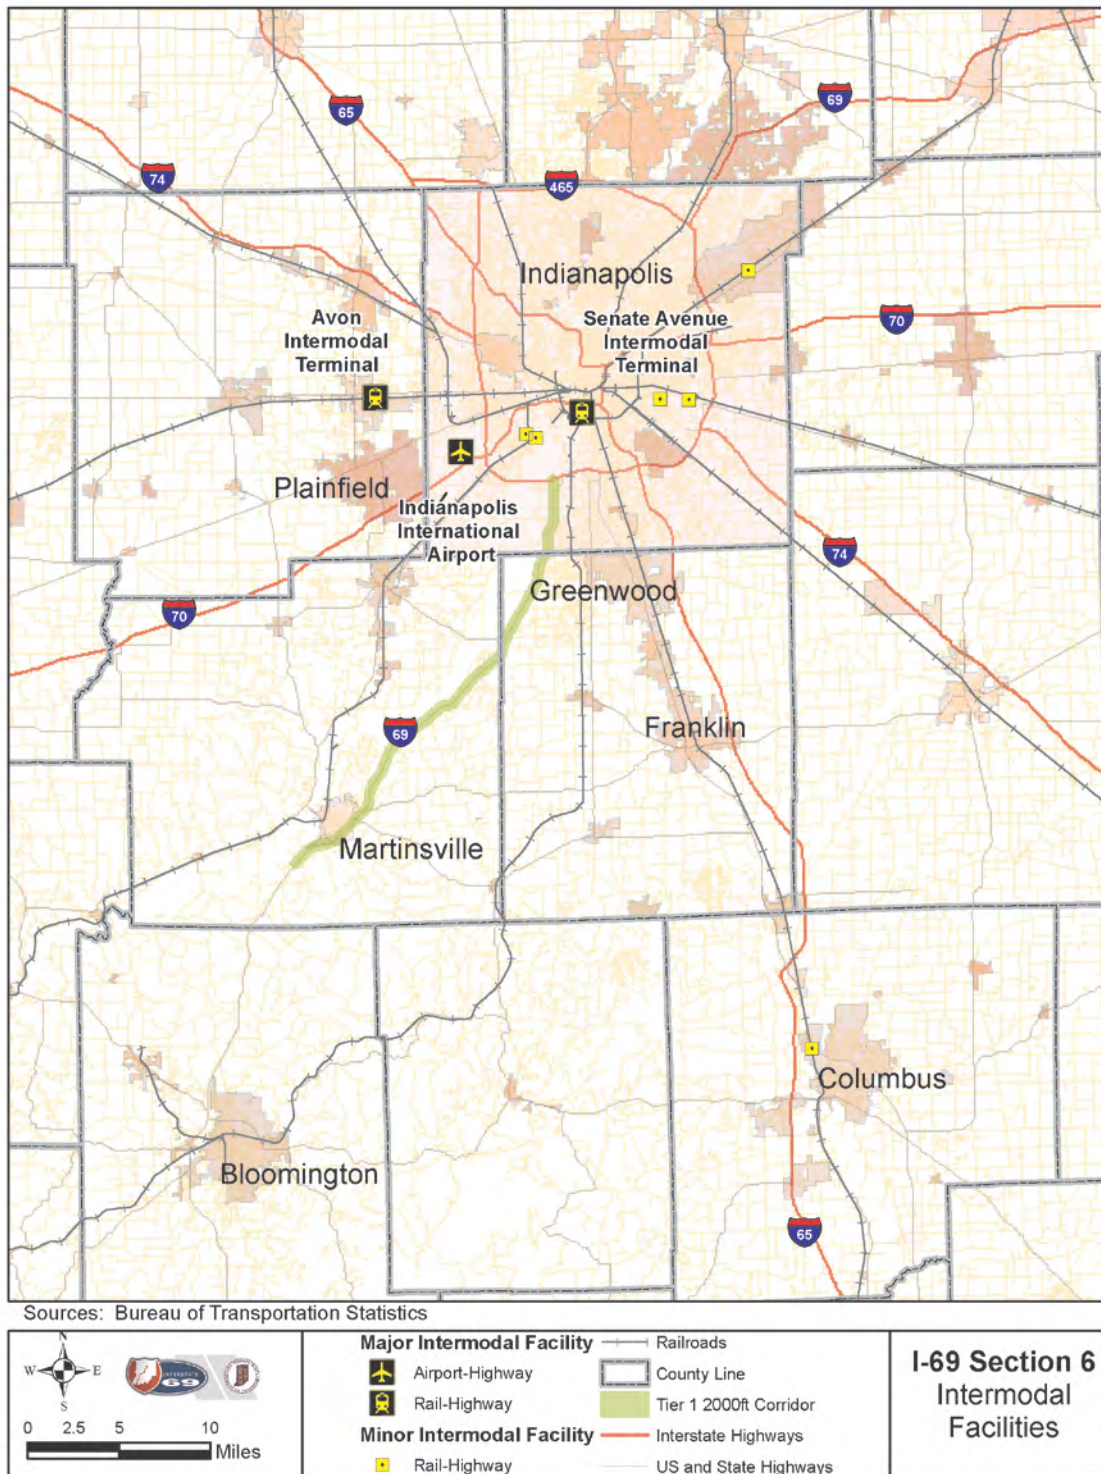 65
69
74
465
Indianapolis
70
Avon
Intermodal
Terminal
Senate Avenue
Intermodal
Terminal
Plainfield
Indianapolis
International
Airport
74
Greenwood
70
Franklin
69
Martinsville
Columbus
Bloomington
65
Sources: Bureau of Transportation Statistics
N
W
E
S
69
0 2.5 5 10
Miles
Major Intermodal Facility
Airport-Highway
Rail-Highway
Minor Intermodal Facility
Rail-Highway
Railroads
County Line
Tier 1 2000ft Corridor
Interstate Highways
US and State Highways
I-69 Section 6
Intermodal
Facilities